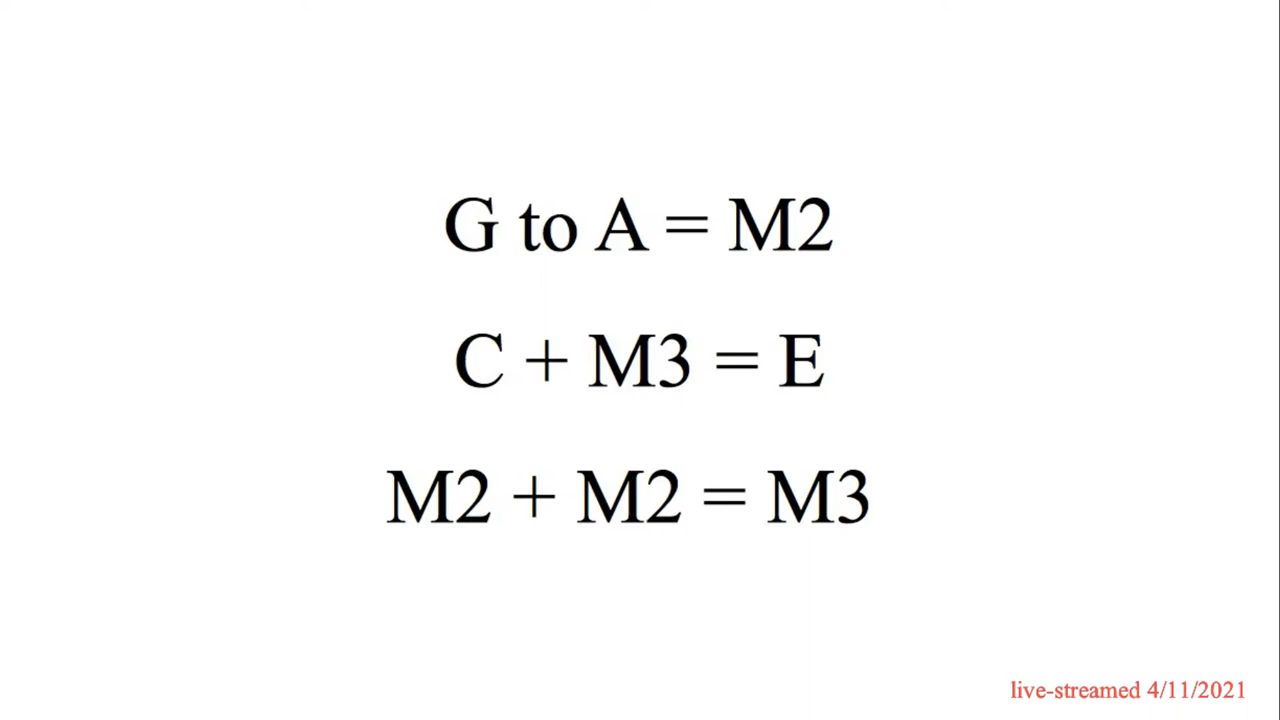 G to A = M2
C + M3 = E
M2 + M2 = M3
live-streamed 4/11/2021